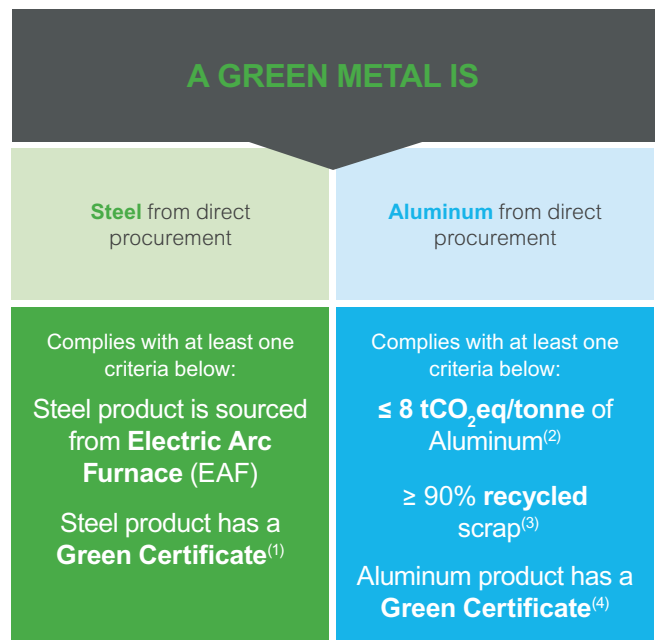 A GREEN METAL IS
Steel from direct
procurement
Aluminum from direct
procurement
Complies with at least one
criteria below:
Steel product is sourced
from Electric Arc
Furnace (EAF)
Steel product has a
Green Certificate(1)
Complies with at least one
criteria below:
≤ 8 tCO2eq/tonne of
Aluminum(2)
≥ 90% recycled
scrap(3)
Aluminum product has a
Green Certificate(4)